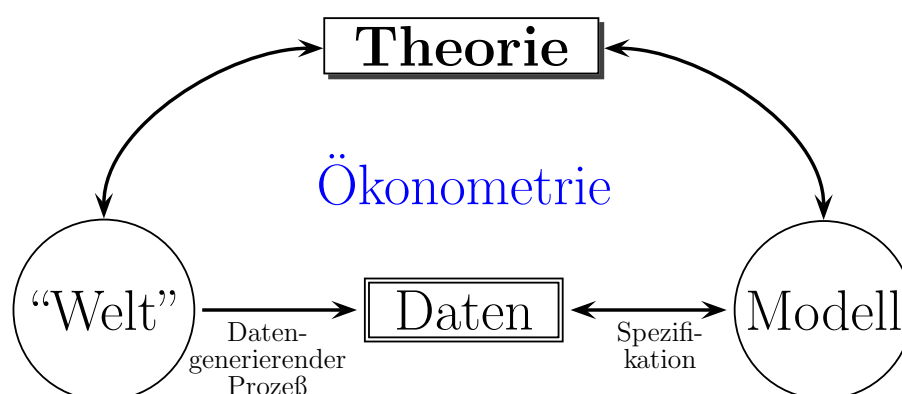 Theorie
Ökonometrie
“Welt”
Daten
Modell
Daten-
generierender
Prozeß
Spezifi-
kation